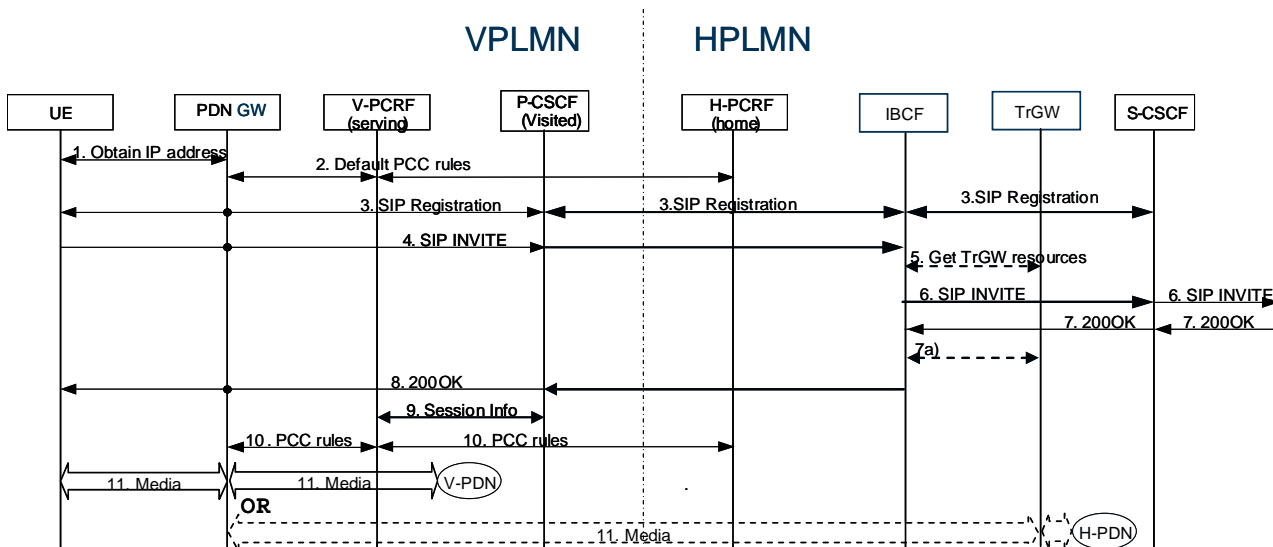 VPLMN
HPLMN
UE
PDN GW
V-PCRF
(serving)
P-CSCF
(Visited)
H-PCRF
(home)
IBCF
TrGW
S-CSCF
1. Obtain IP address
2. Default PCC rules
3. SIP Registration
3.SIP Registration
3.SIP Registration
4. SIP INVITE
5. Get TrGW resources
6. SIP INVITE
6. SIP INVITE
7. 200OK
7. 200OK
7a)
8. 200OK
9. Session Info
10 . PCC rules
10. PCC rules
11. Media
11. Media
V-PDN
OR
11. Media
H-PDN